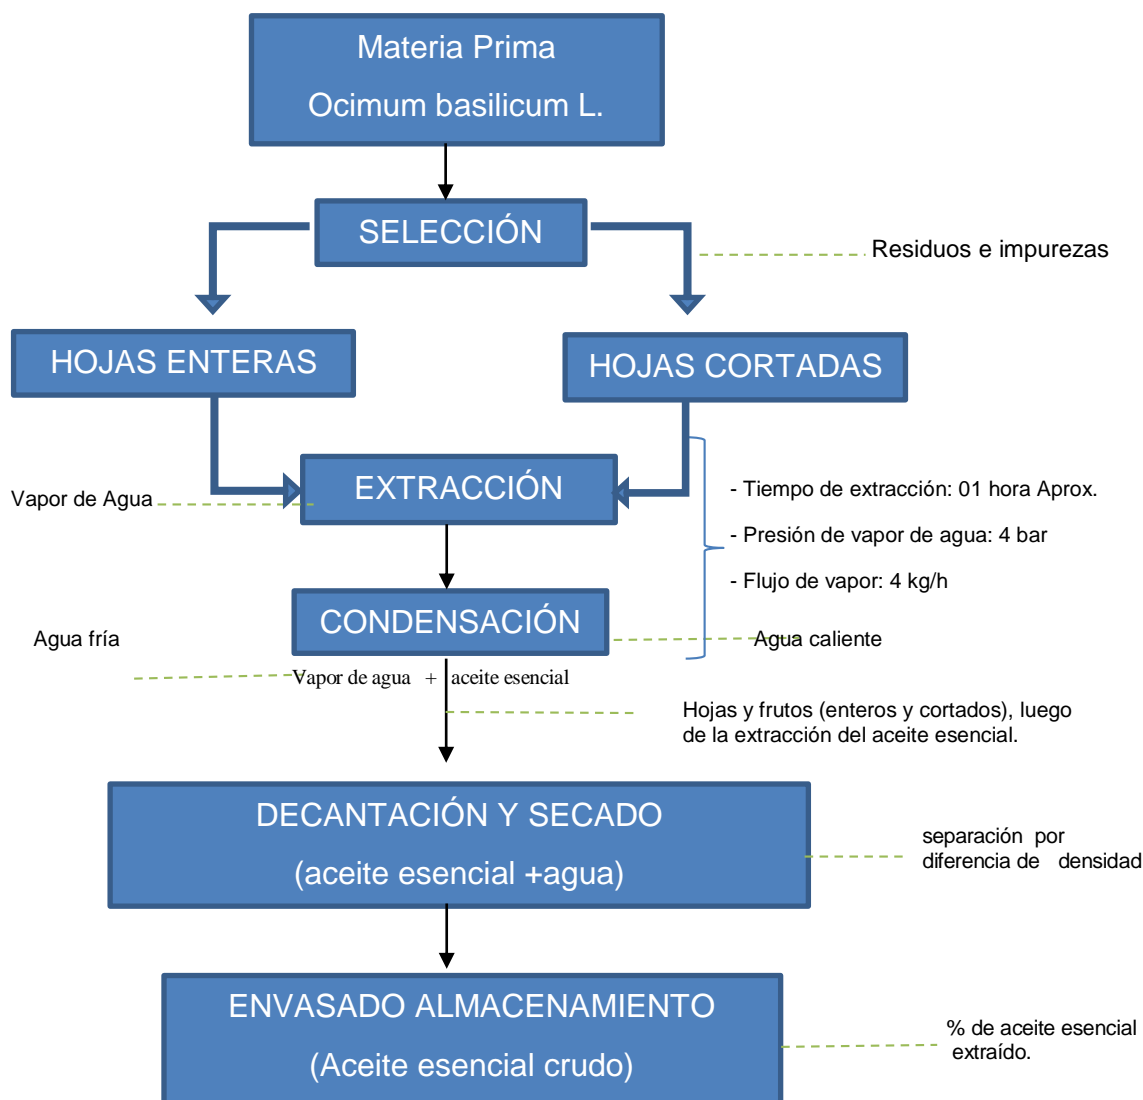 Materia Prima
Ocimum basilicum L.
SELECCIÓN
Residuos e impurezas
HOJAS ENTERAS
HOJAS CORTADAS
EXTRACCIÓN
Vapor de Agua
- Tiempo de extracción: 01 hora Aprox.
- Presión de vapor de agua: 4 bar
- Flujo de vapor: 4 kg/h
CONDENSACIÓN
Agua fría
Agua caliente
Vapor de agua + aceite esencial
Hojas y frutos (enteros y cortados), luego
de la extracción del aceite esencial.
DECANTACIÓN Y SECADO
(aceite esencial +agua)
separación por
diferencia de densidad
ENVASADO ALMACENAMIENTO
(Aceite esencial crudo)
% de aceite esencial
extraído.